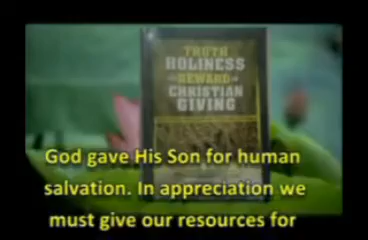 TRUTH
HOLINESS
REWARD
CHRISTIAN
GIVING
God gave His Son for human
salvation. In appreciation we
must give our resources for